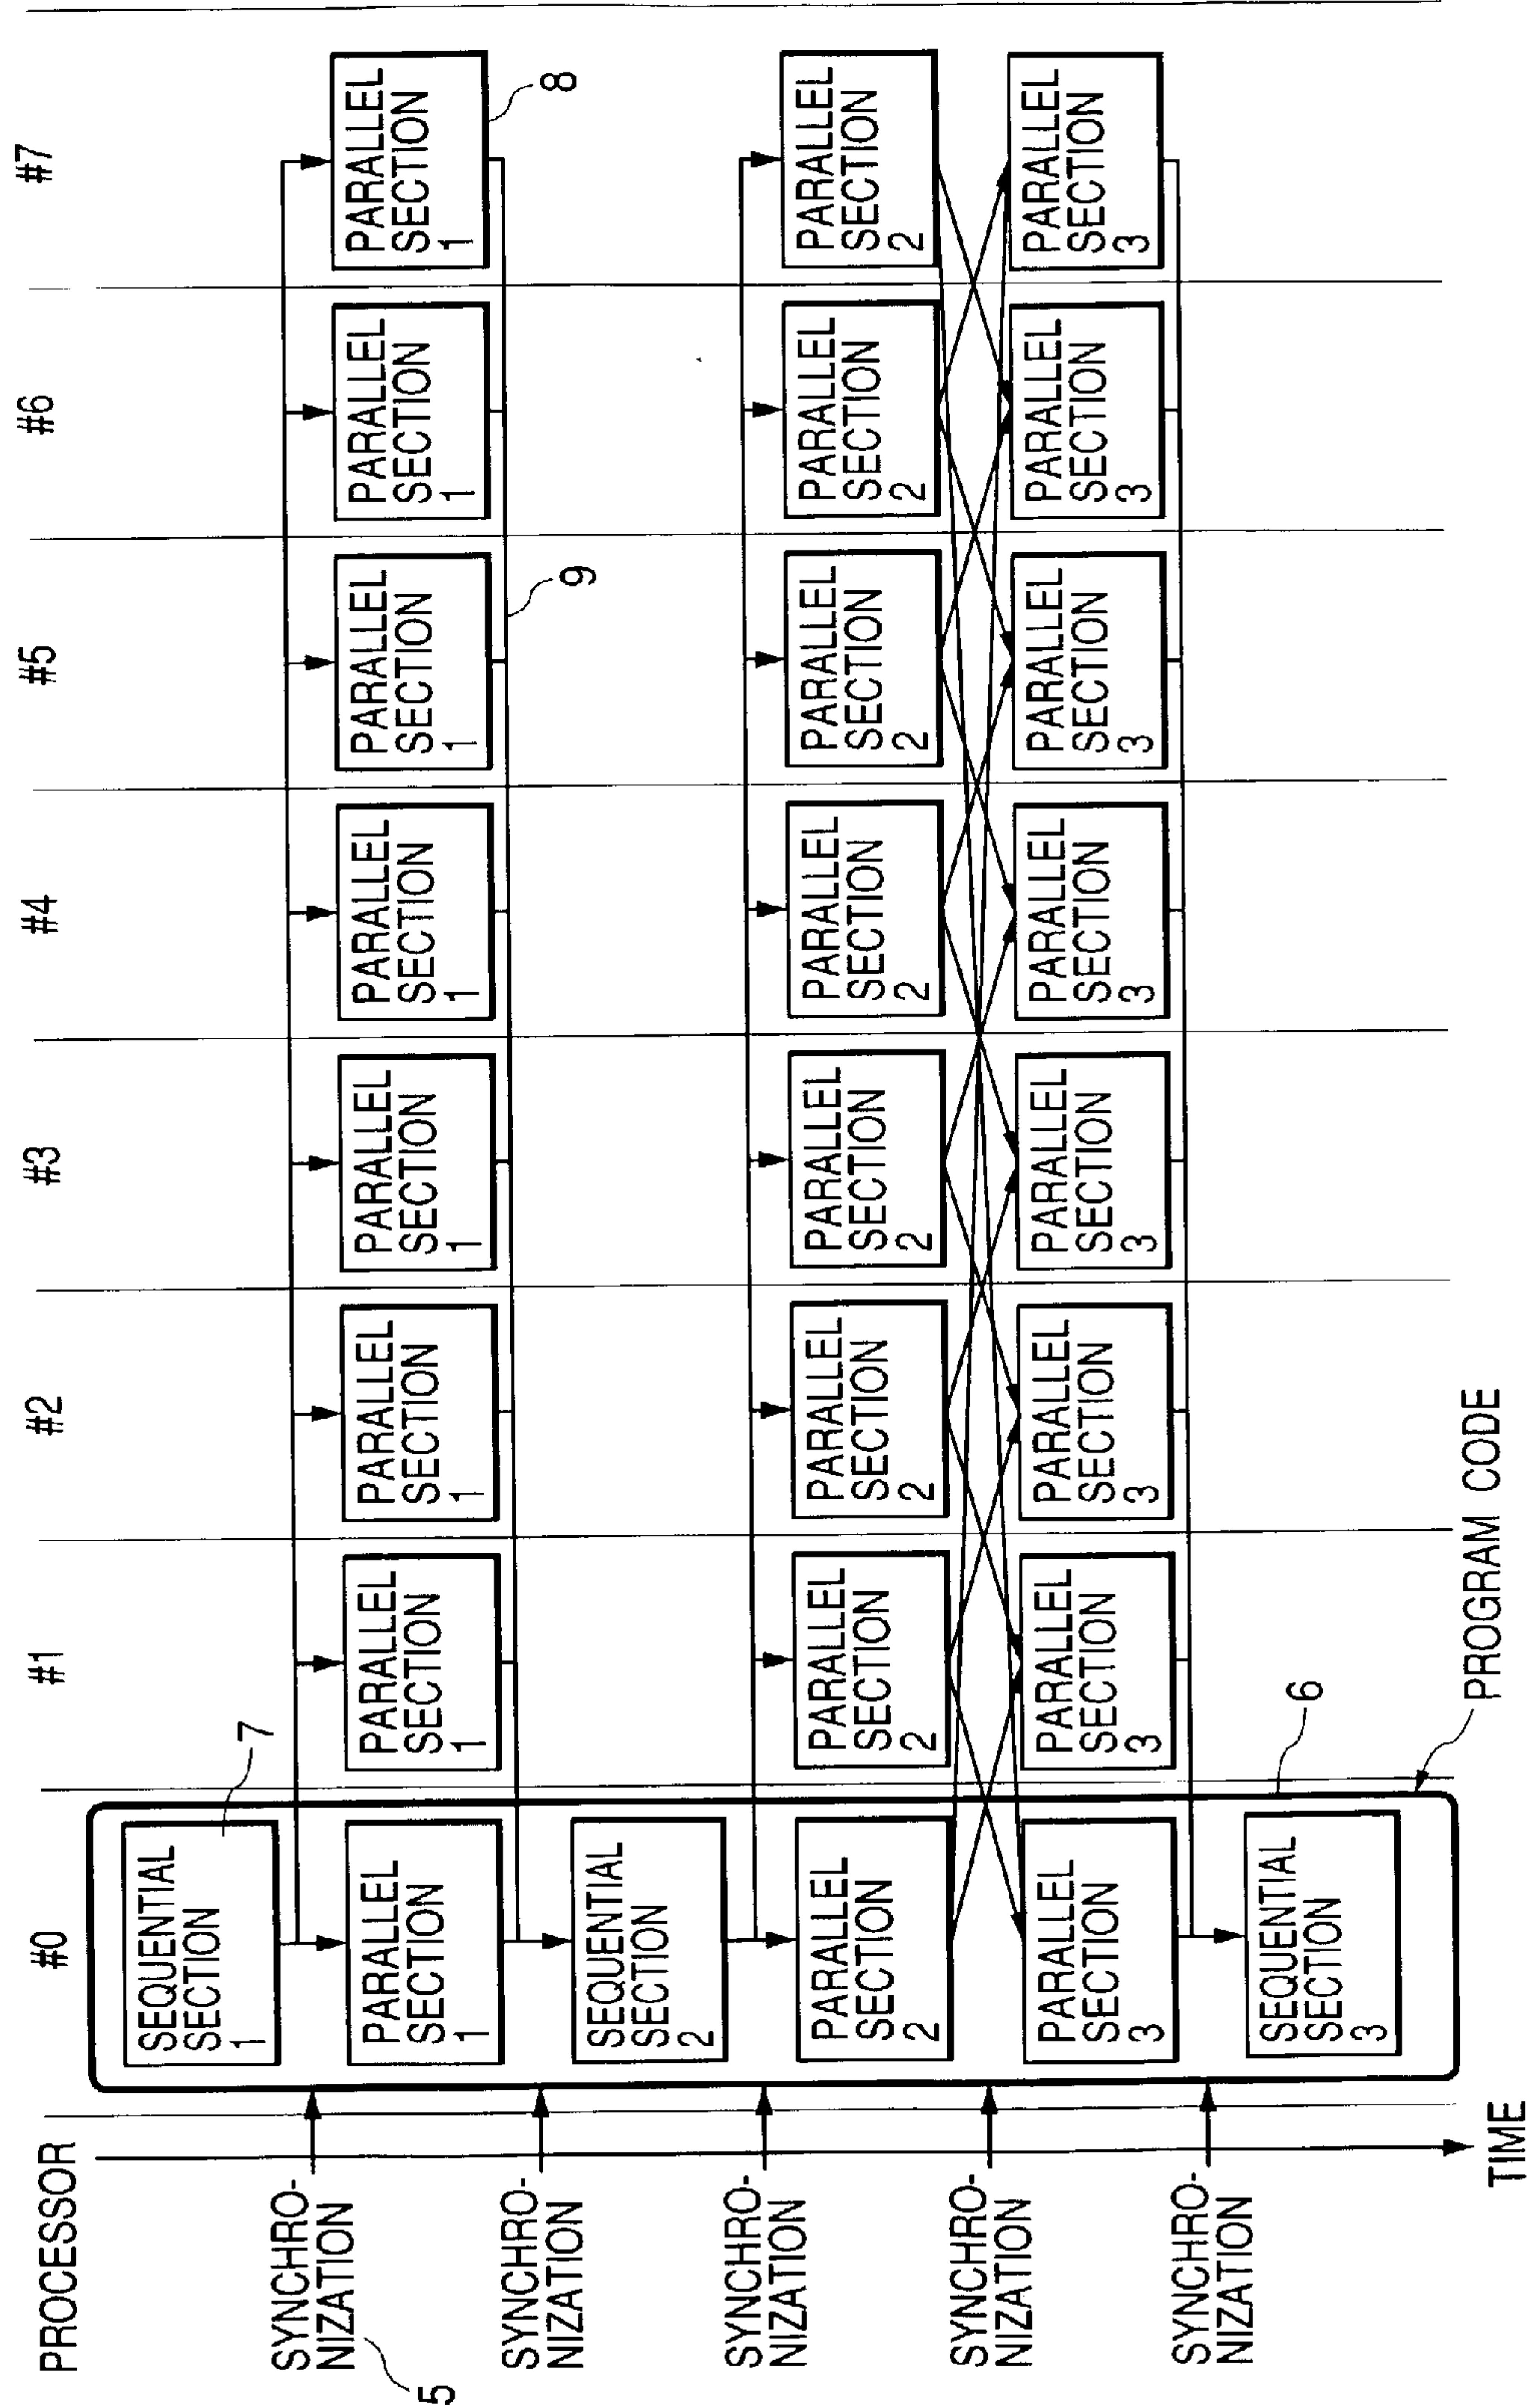 PROCESSOR
#0
#1
#2
#3
#4
#5
#6
#7
SEQUENTIAL
SECTION
1
7
SYNCHRO-
NIZATION
5
PARALLEL
SECTION
1
PARALLEL
SECTION
1
PARALLEL
SECTION
1
PARALLEL
SECTION
1
PARALLEL
SECTION
1
PARALLEL
SECTION
1
PARALLEL
SECTION
1
PARALLEL
SECTION
1
8
9
SYNCHRO-
NIZATION
SEQUENTIAL
SECTION
2
SYNCHRO-
NIZATION
PARALLEL
SECTION
2
PARALLEL
SECTION
2
PARALLEL
SECTION
2
PARALLEL
SECTION
2
PARALLEL
SECTION
2
PARALLEL
SECTION
2
PARALLEL
SECTION
2
PARALLEL
SECTION
2
SYNCHRO-
NIZATION
PARALLEL
SECTION
3
PARALLEL
SECTION
3
PARALLEL
SECTION
3
PARALLEL
SECTION
3
PARALLEL
SECTION
3
PARALLEL
SECTION
3
PARALLEL
SECTION
3
PARALLEL
SECTION
3
SYNCHRO-
NIZATION
SEQUENTIAL
SECTION
3
6
PROGRAM CODE
TIME